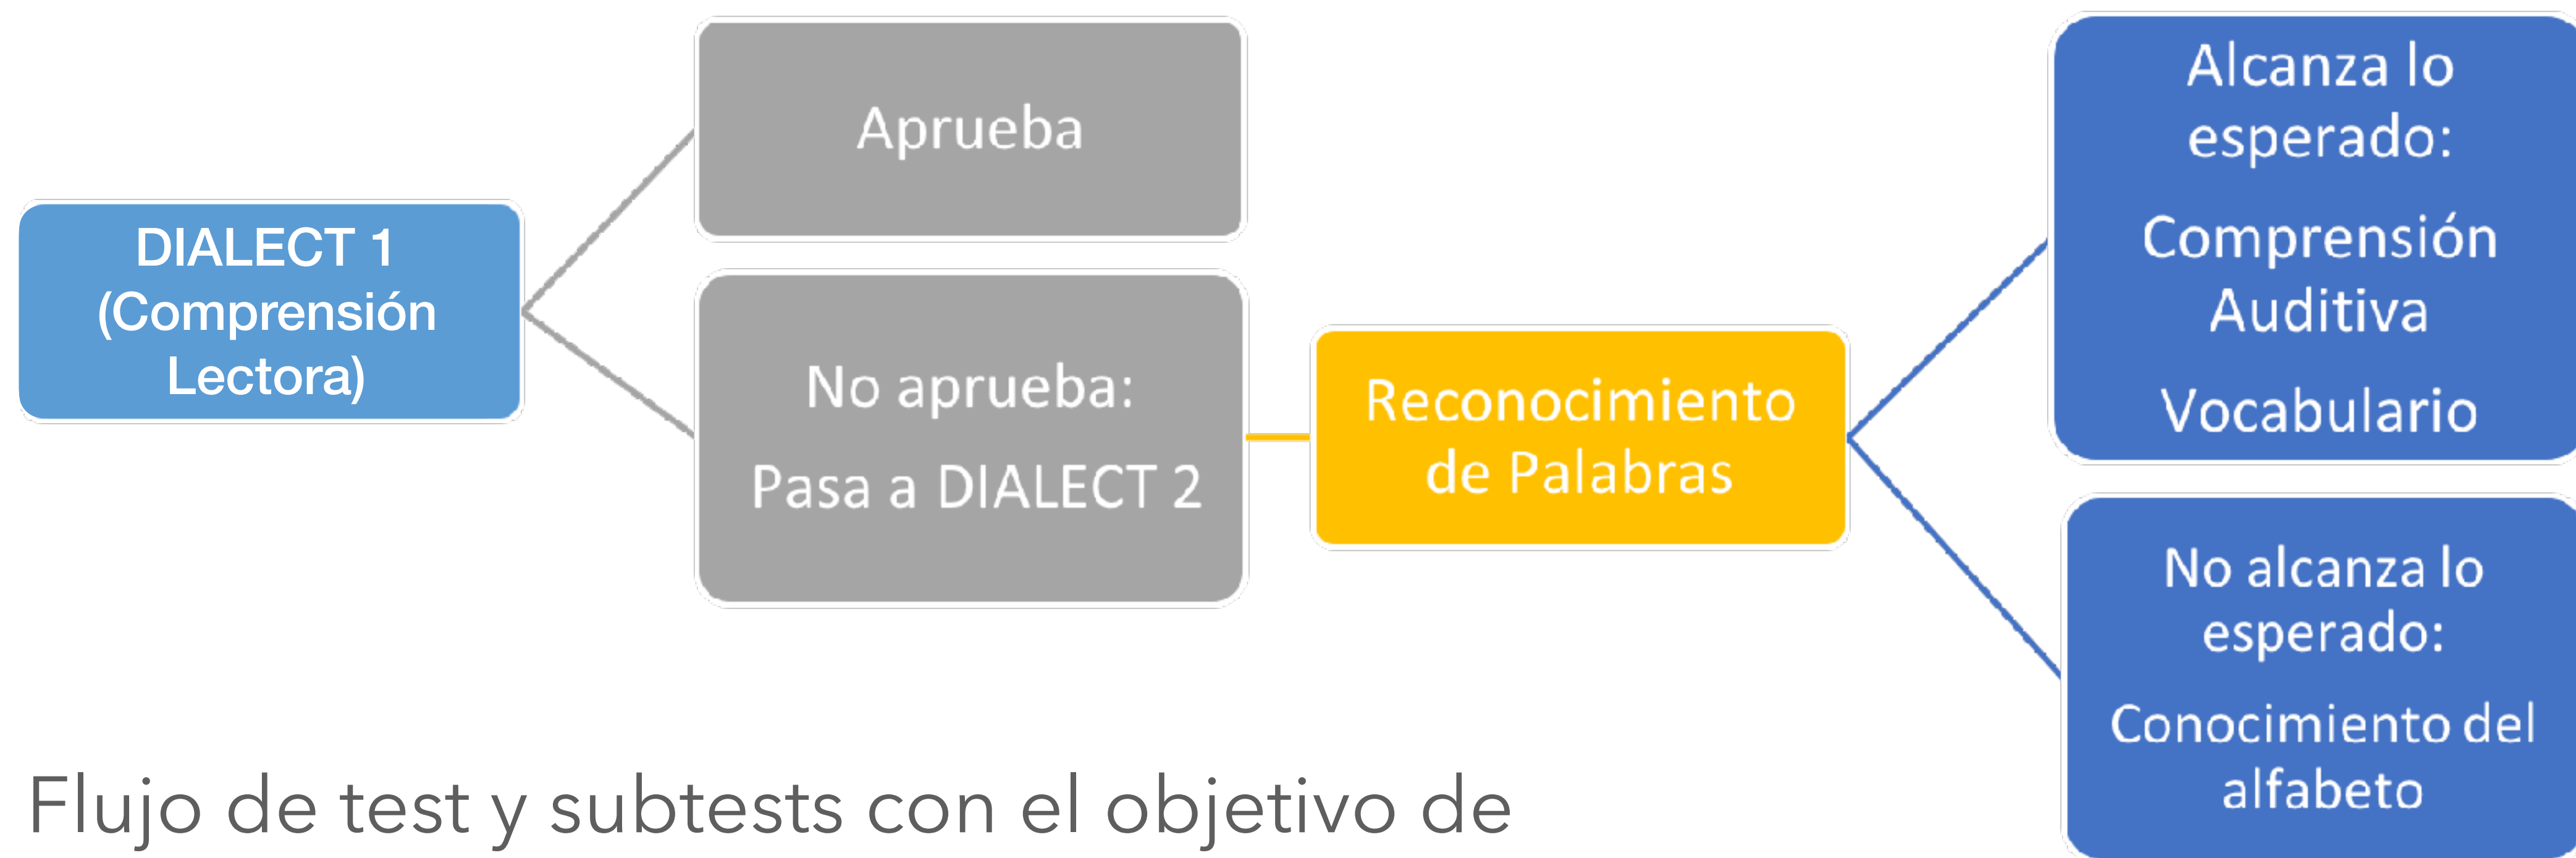 DIALECT 1
(Comprensión
Lectora)
Aprueba
No aprueba:
Pasa a DIALECT 2
Reconocimiento
de Palabras
Alcanza lo
esperado:
Comprensión
Auditiva
Vocabulario
No alcanza lo
esperado:
Conocimiento del
alfabeto
Flujo de test y subtests con el objetivo de